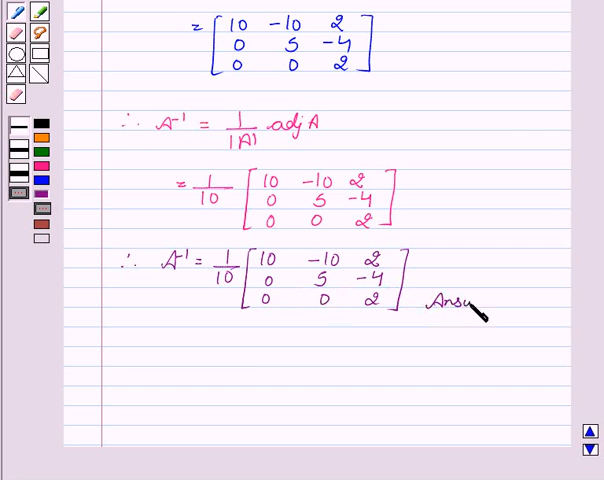 = [ 10 -10 2
0 5 -4
0 0 2 ]
∴ A⁻¹ = 1/|A| adj A
= 1/10 [ 10 -10 2
0 5 -4
0 0 2 ]
∴ A⁻¹ = 1/10 [ 10 -10 2
0 5 -4
0 0 2 ] Ansu